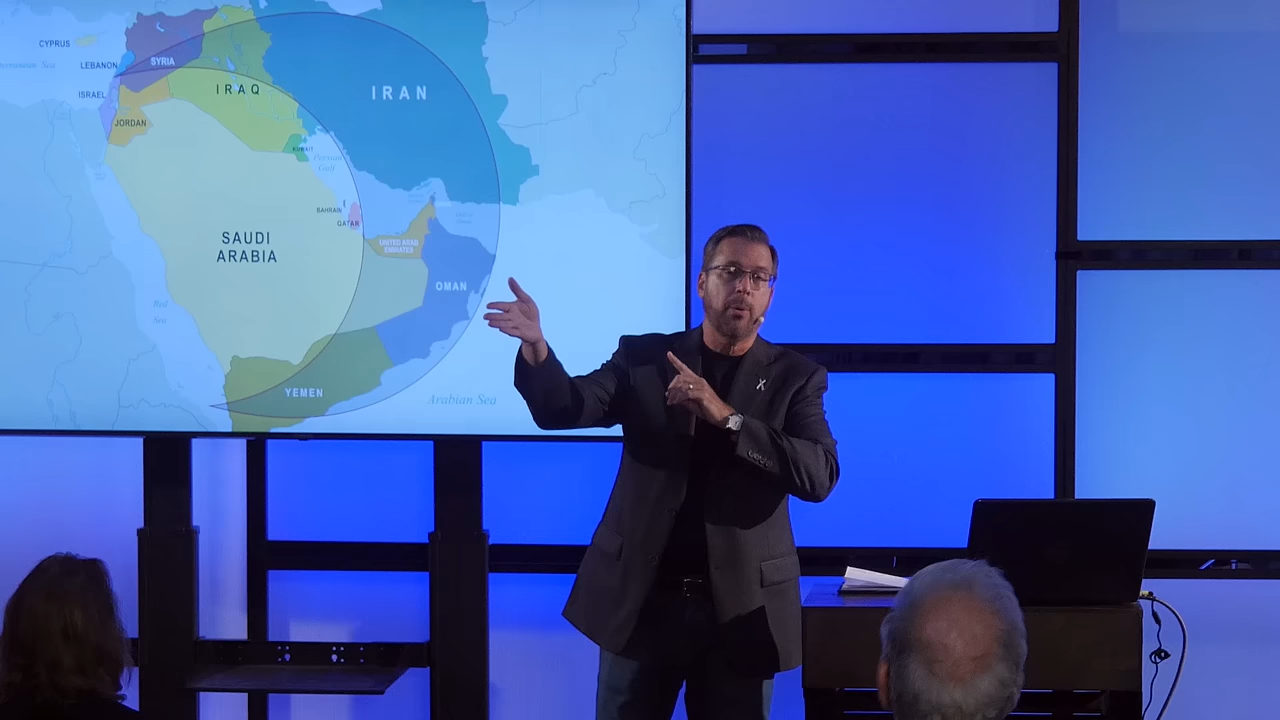 CYPRUS
Sea
LEBANON
SYRIA
ISRAEL
IRAQ
IRAN
JORDAN
KUWAIT
Persian
Gulf
BAHRAIN
QATAR
SAUDI
ARABIA
UNITED ARAB
EMIRATES
OMAN
Red
Sea
YEMEN
Arabian Sea